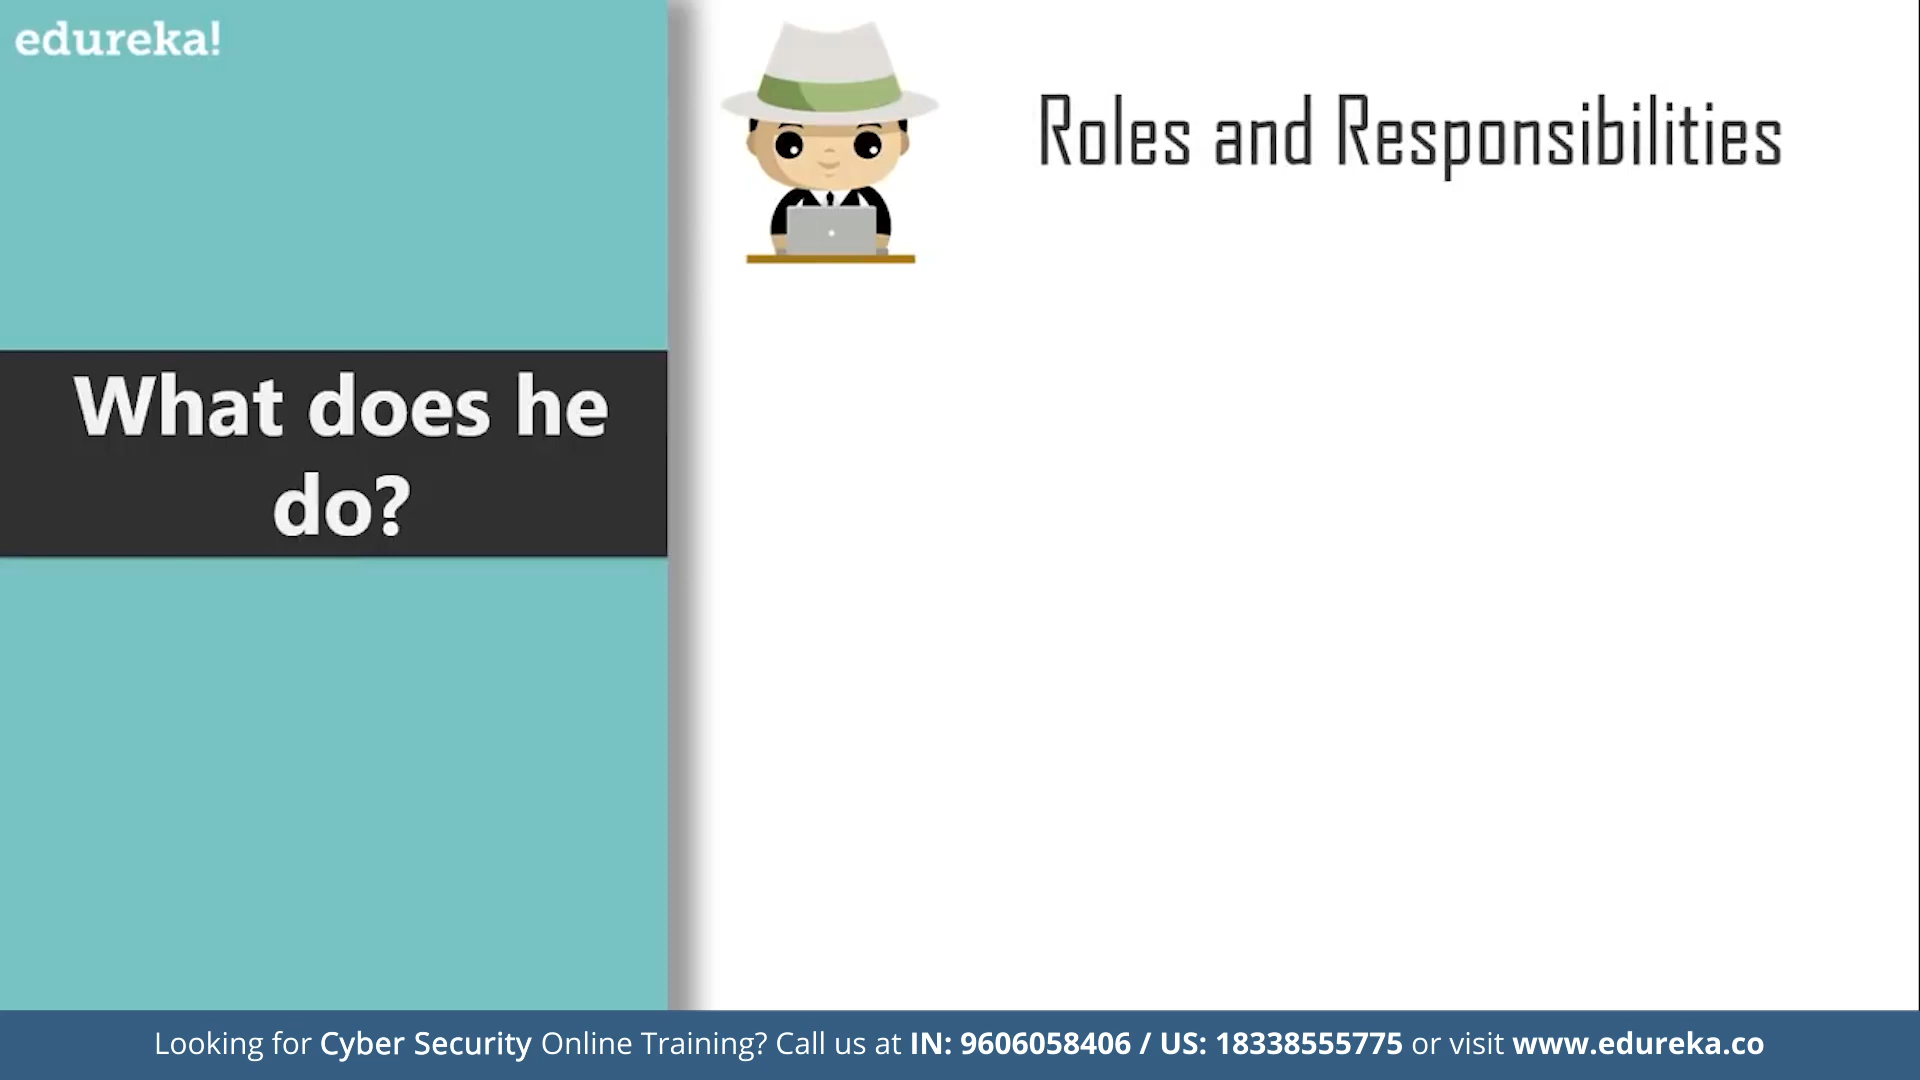 edureka!
Roles and Responsibilities
What does he
do?
Looking for Cyber Security Online Training? Call us at IN: 9606058406 / US: 18338555775 or visit www.edureka.co